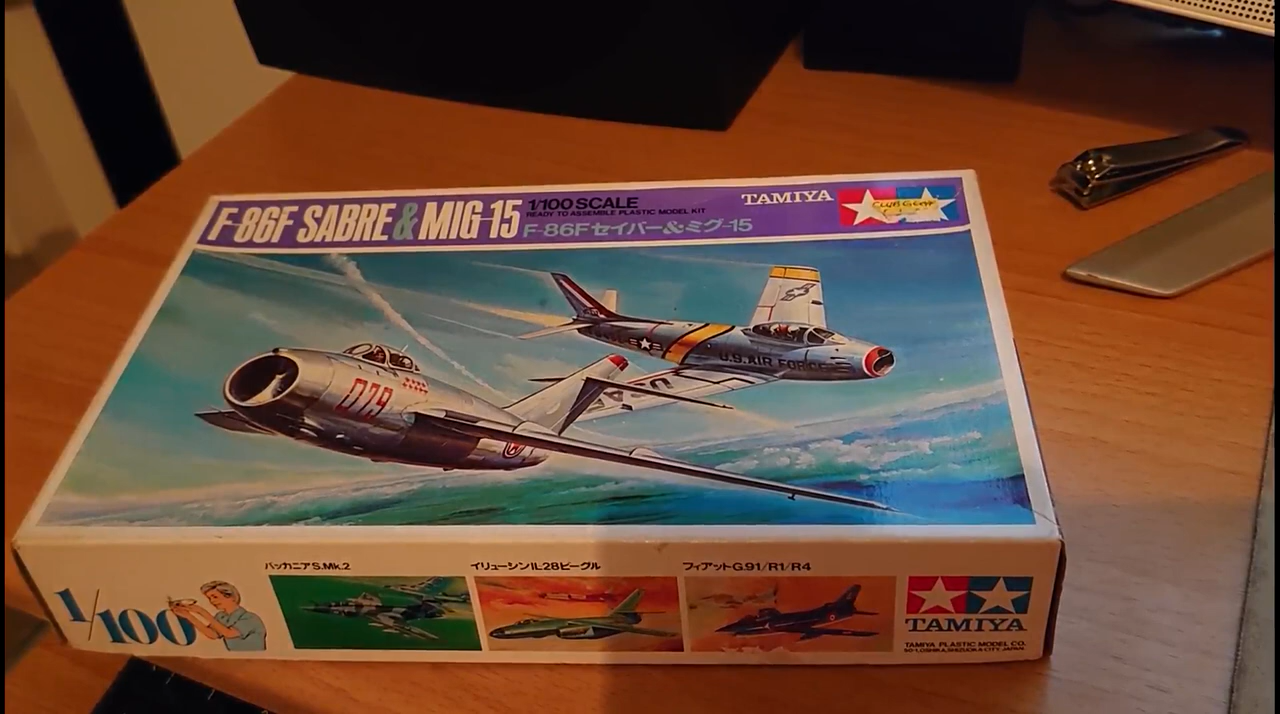 F-86F SABRE & MIG-15
1/100 SCALE
READY TO ASSEMBLE PLASTIC MODEL KIT
F-86Fセイバー&ミグ-15
TAMIYA
079
U.S. AIR FORCE
バッカニアS.Mk.2
イリューシンIL28ビーグル
フィアットG.91/R1/R4
1/100
TAMIYA
TAMIYA PLASTIC MODEL CO.